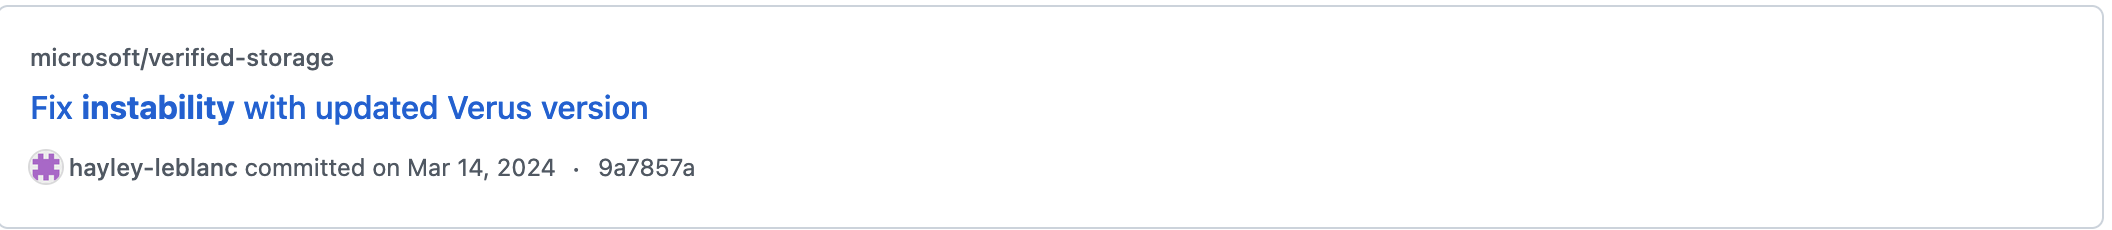 microsoft/verified-storage
Fix instability with updated Verus version
hayley-leblanc committed on Mar 14, 2024 · 9a7857a